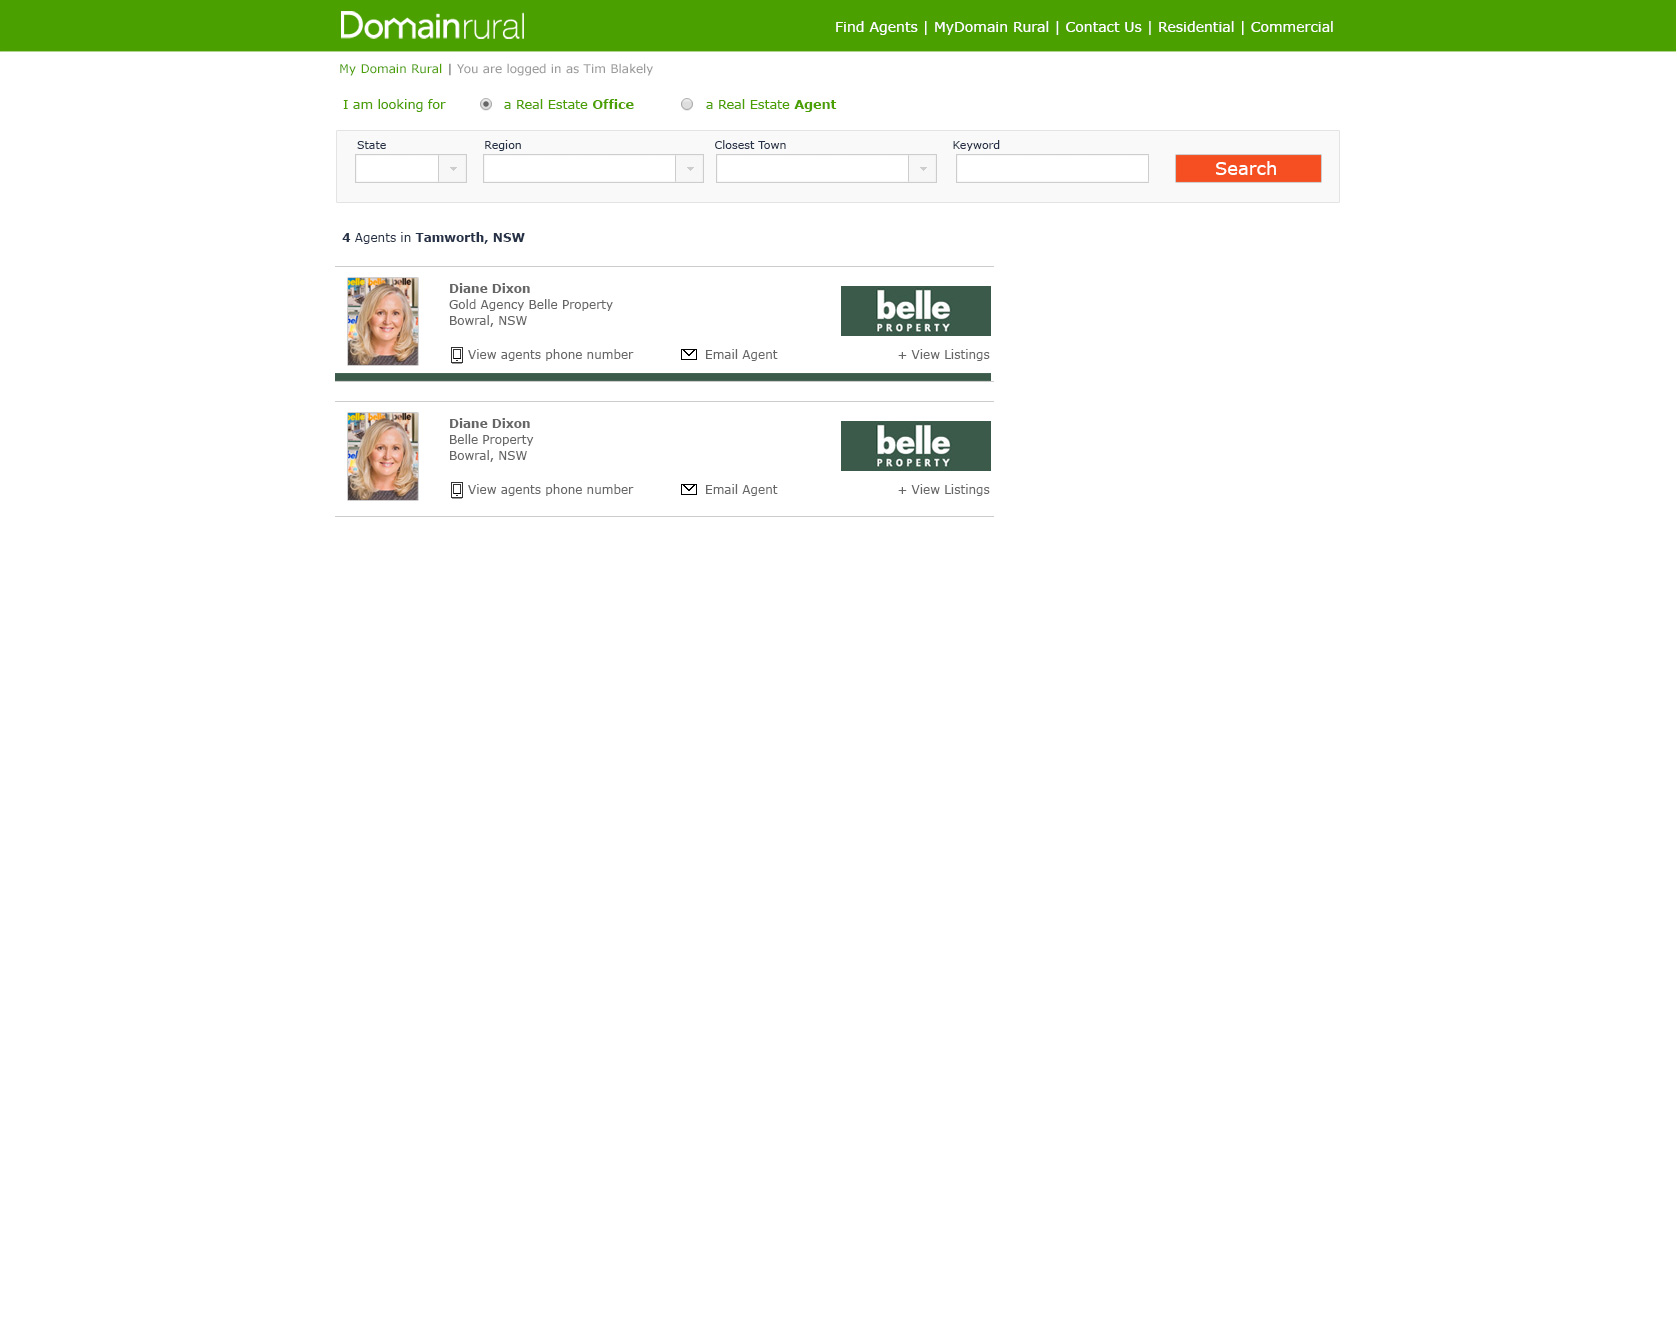 Domainrural
Find Agents | MyDomain Rural | Contact Us | Residential | Commercial
My Domain Rural | You are logged in as Tim Blakely
I am looking for a Real Estate Office a Real Estate Agent
State Region Closest Town Keyword
Search
4 Agents in Tamworth, NSW
Diane Dixon
Gold Agency Belle Property
Bowral, NSW
belle
PROPERTY
View agents phone number Email Agent + View Listings
Diane Dixon
Belle Property
Bowral, NSW
belle
PROPERTY
View agents phone number Email Agent + View Listings